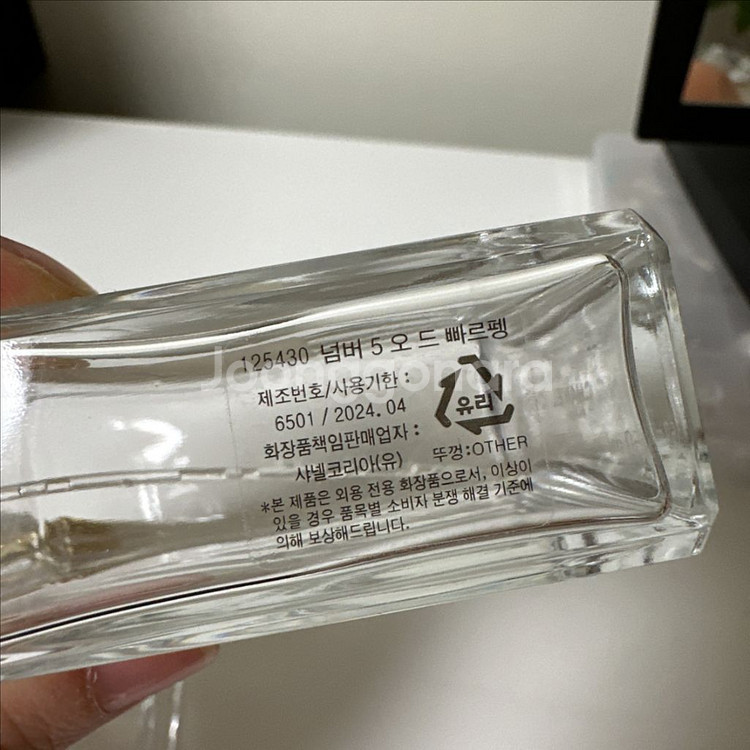 125430 넘버 5 오 드 빠르펭
제조번호/사용기한 :
6501 / 2024. 04
화장품책임판매업자 :
샤넬코리아(유)
유리
뚜껑:OTHER
*본 제품은 외용 전용 화장품으로서, 이상이
있을 경우 품목별 소비자 분쟁 해결 기준에
의해 보상해드립니다.
Joonggonara